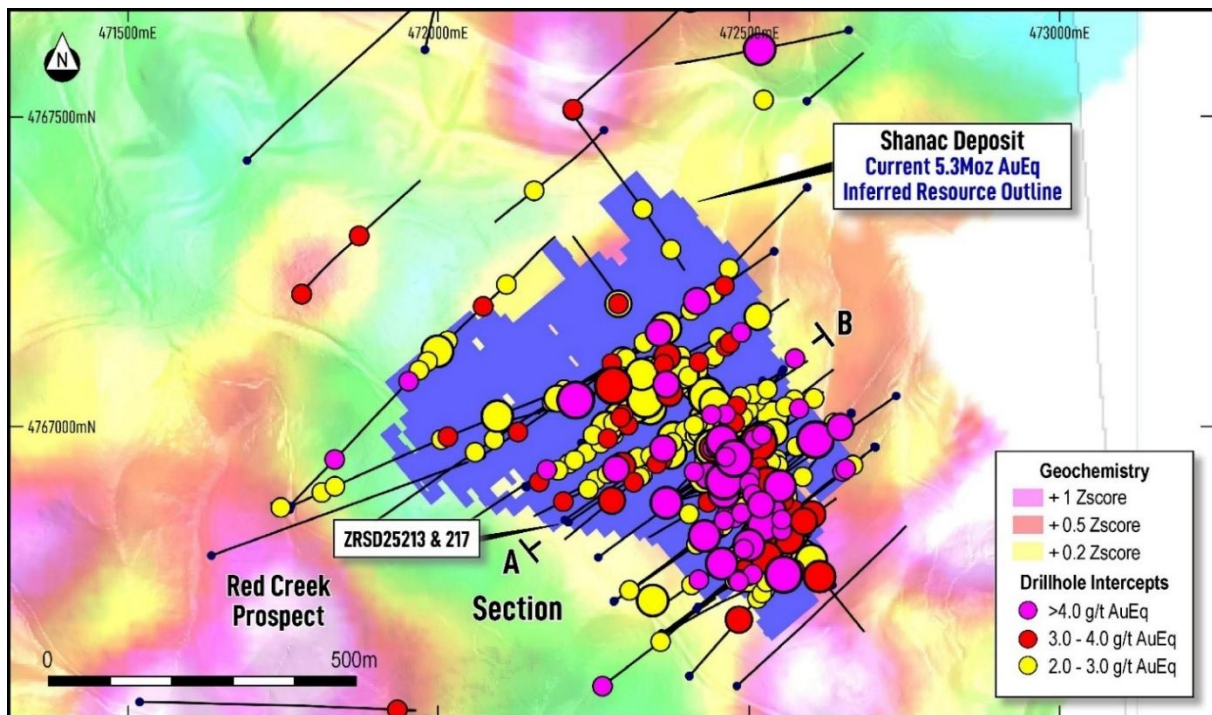 471500mE
472000mE
472500mE
473000mE
N
4767500mN
Shanac Deposit
Current 5.3Moz AuEq
Inferred Resource Outline
B
4767000mN
ZRSD25213 & 217
A
Section
Red Creek
Prospect
0
500m
Geochemistry
+ 1 Zscore
+ 0.5 Zscore
+ 0.2 Zscore
Drillhole Intercepts
>4.0 g/t AuEq
3.0 - 4.0 g/t AuEq
2.0 - 3.0 g/t AuEq